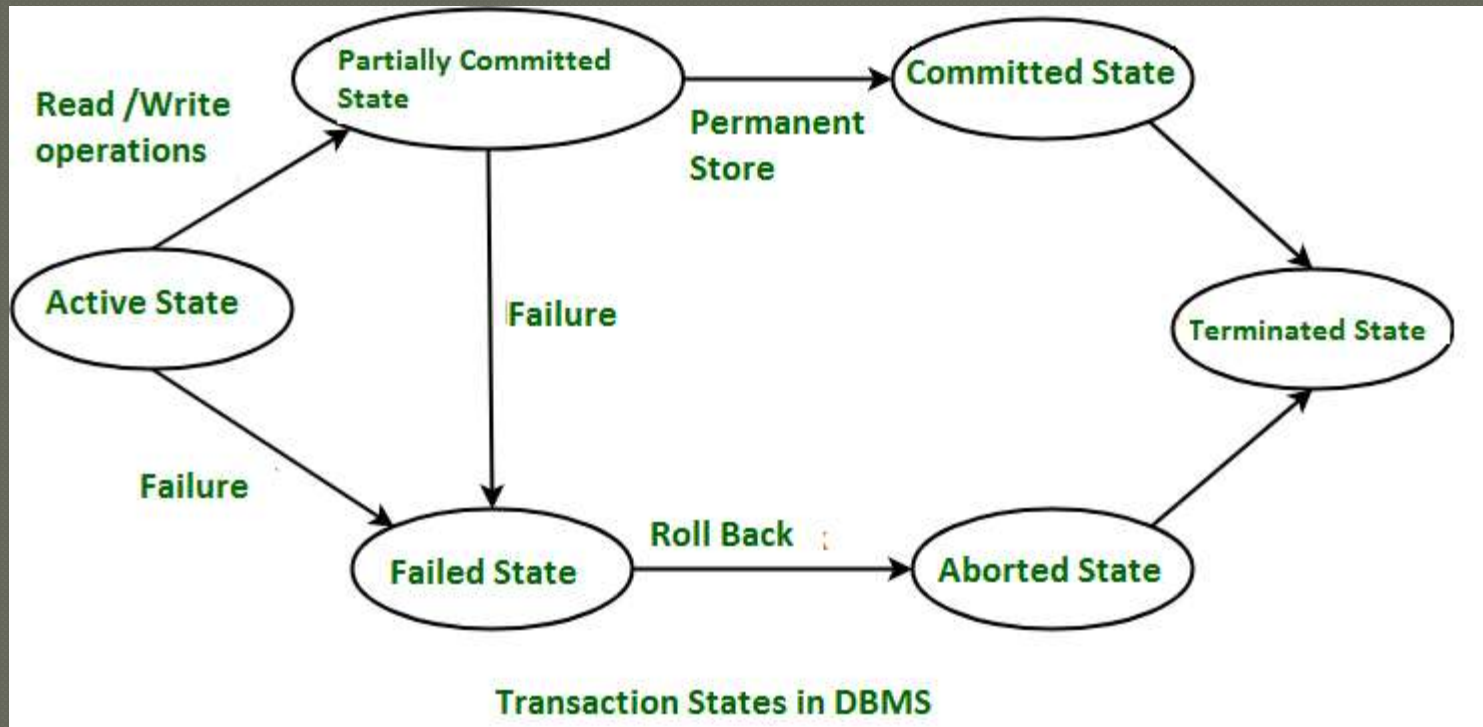 Partially Committed
State
Committed State
Read /Write
operations
Permanent
Store
Active State
Failure
Terminated State
Failure
Roll Back
Failed State
Aborted State
Transaction States in DBMS